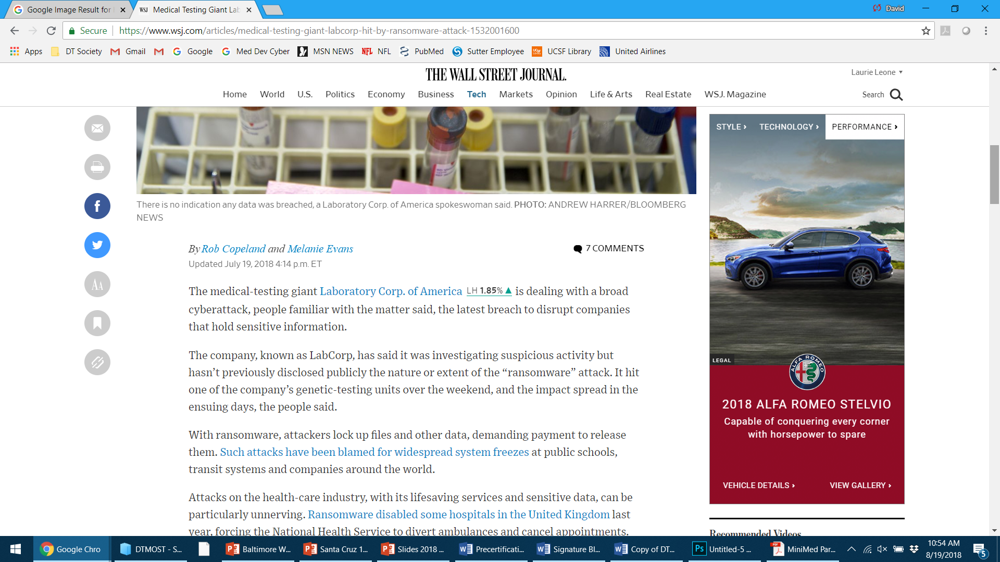 Google Image Result for
WSJ Medical Testing Giant Lab
David
Secure https://www.wsj.com/articles/medical-testing-giant-labcorp-hit-by-ransomware-attack-1532001600
Apps DT Society Gmail Google Med Dev Cyber MSN NEWS NFL NFL PubMed Sutter Employee UCSF Library United Airlines
THE WALL STREET JOURNAL.
Laurie Leone
Home World U.S. Politics Economy Business Tech Markets Opinion Life & Arts Real Estate WSJ. Magazine
Search
There is no indication any data was breached, a Laboratory Corp. of America spokeswoman said. PHOTO: ANDREW HARRER/BLOOMBERG
NEWS
By Rob Copeland and Melanie Evans
7 COMMENTS
Updated July 19, 2018 4:14 p.m. ET
AA
The medical-testing giant Laboratory Corp. of America LH 1.85% ▲ is dealing with a broad
cyberattack, people familiar with the matter said, the latest breach to disrupt companies
that hold sensitive information.
The company, known as LabCorp, has said it was investigating suspicious activity but
hasn’t previously disclosed publicly the nature or extent of the “ransomware” attack. It hit
one of the company’s genetic-testing units over the weekend, and the impact spread in the
ensuing days, the people said.
With ransomware, attackers lock up files and other data, demanding payment to release
them. Such attacks have been blamed for widespread system freezes at public schools,
transit systems and companies around the world.
Attacks on the health-care industry, with its lifesaving services and sensitive data, can be
particularly unnerving. Ransomware disabled some hospitals in the United Kingdom last
year, forcing the National Health Service to divert ambulances and cancel appointments.
STYLE › TECHNOLOGY › PERFORMANCE ›
LEGAL
ALFA ROMEO
2018 ALFA ROMEO STELVIO
Capable of conquering every corner
with horsepower to spare
VEHICLE DETAILS › VIEW GALLERY ›
Recommended Videos
Google Chro
DTMOST - S...
Baltimore W...
Santa Cruz 1...
Slides 2018 ...
Precertificati...
Signature Bl...
Copy of DT...
Ps Untitled-5 ...
PDF MiniMed Par...
10:54 AM
8/19/2018
5